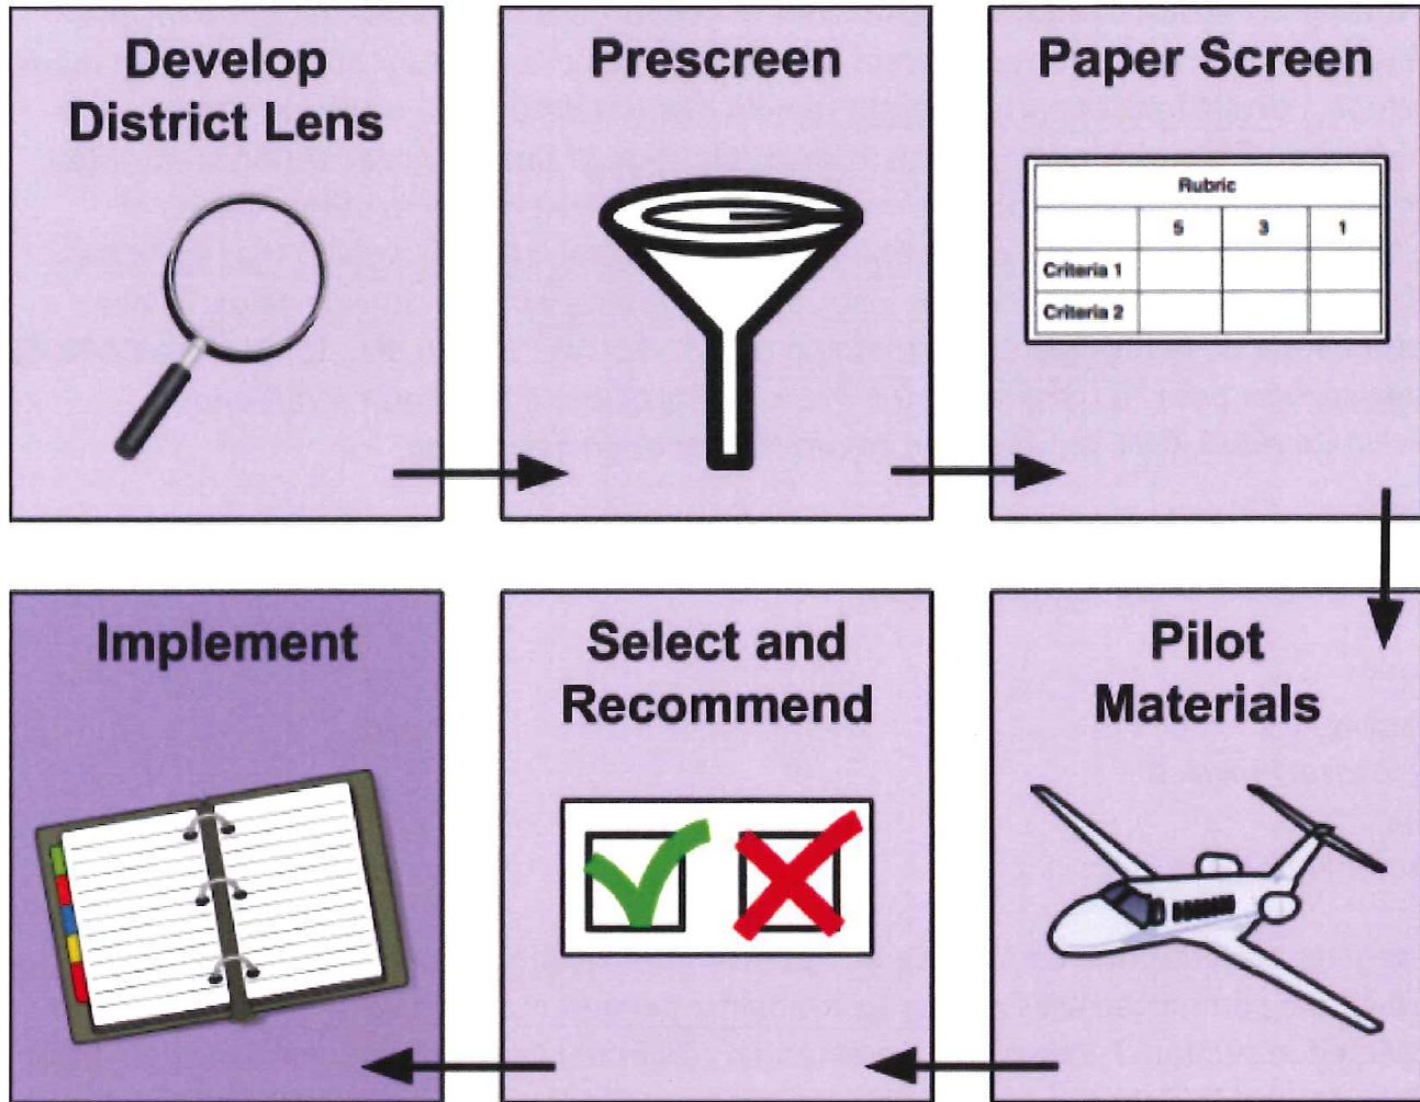 Develop
District Lens
Prescreen
Paper Screen
Rubric
5 3 1
Criteria 1
Criteria 2
Pilot
Materials
Select and
Recommend
Implement